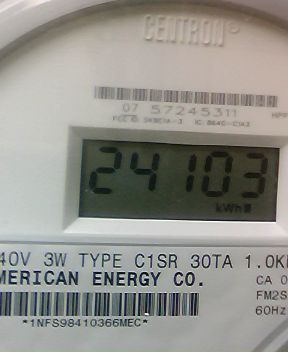 CENTRON®
07 57245311
24103
kWh
40V 3W TYPE C1SR 30TA 1.0K
MERICAN ENERGY CO.
CA 0
FM2S
60Hz
*1NFS98410366MEC*